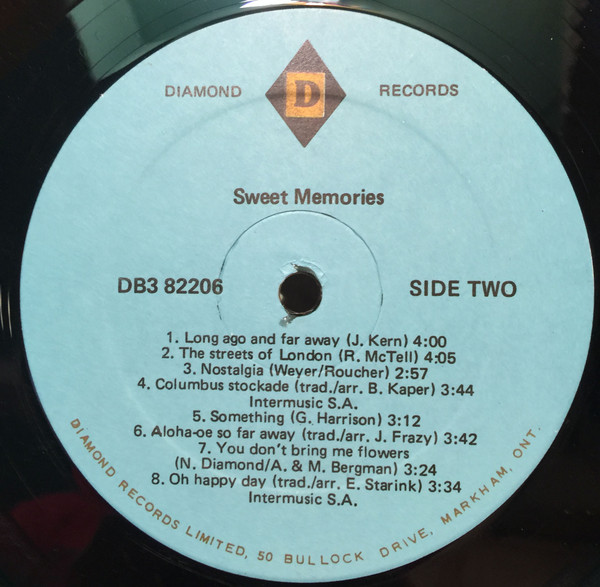 DIAMOND D RECORDS
Sweet Memories
DB3 82206 SIDE TWO
1. Long ago and far away (J. Kern) 4:00
2. The streets of London (R. McTell) 4:05
3. Nostalgia (Weyer/Roucher) 2:57
4. Columbus stockade (trad./arr. B. Kaper) 3:44
Intermusic S.A.
5. Something (G. Harrison) 3:12
6. Aloha-oe so far away (trad./arr. J. Frazy) 3:42
7. You don't bring me flowers
(N. Diamond/A. & M. Bergman) 3:24
8. Oh happy day (trad./arr. E. Starink) 3:34
Intermusic S.A.
DIAMOND RECORDS LIMITED, 50 BULLOCK DRIVE, MARKHAM, ONT.